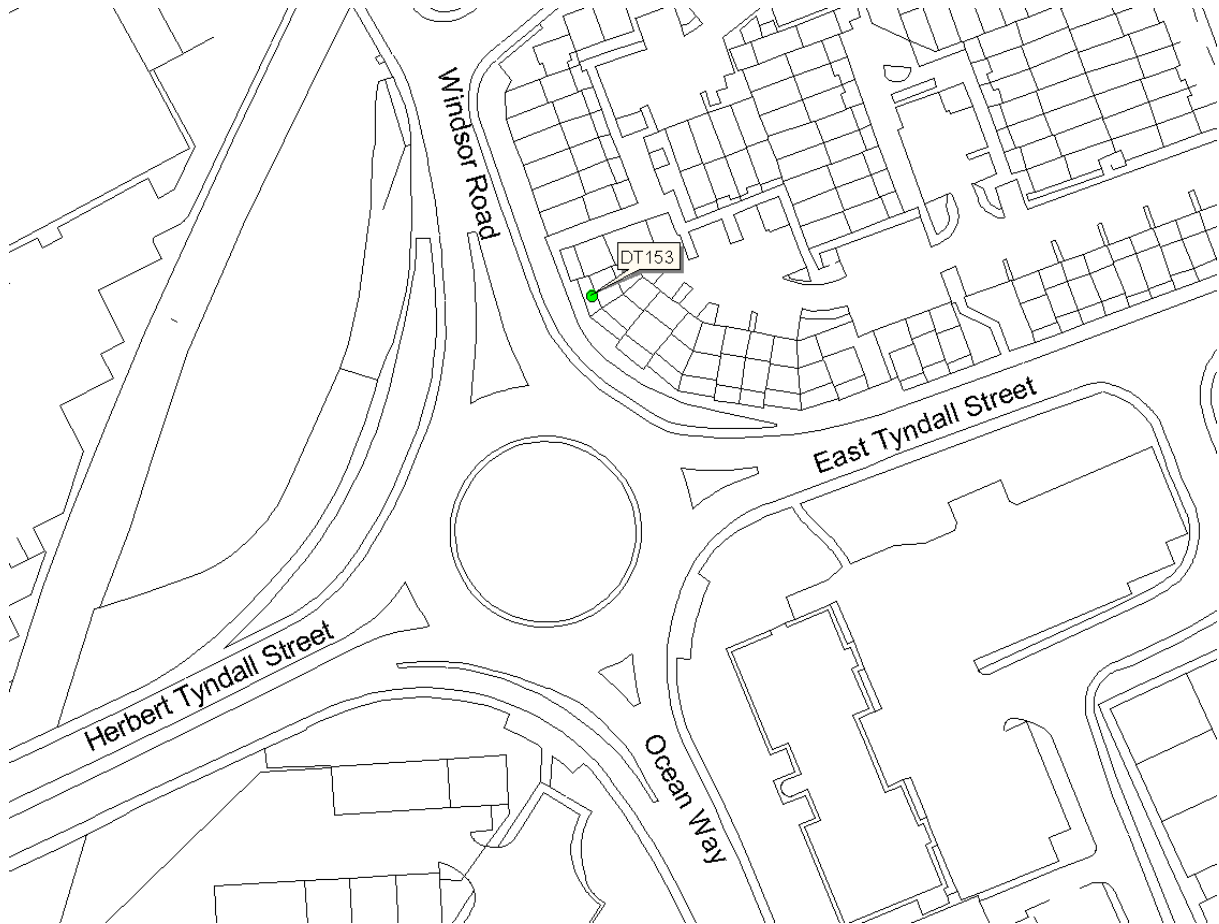 Windsor Road
DT153
East Tyndall Street
Herbert Tyndall Street
Ocean Way